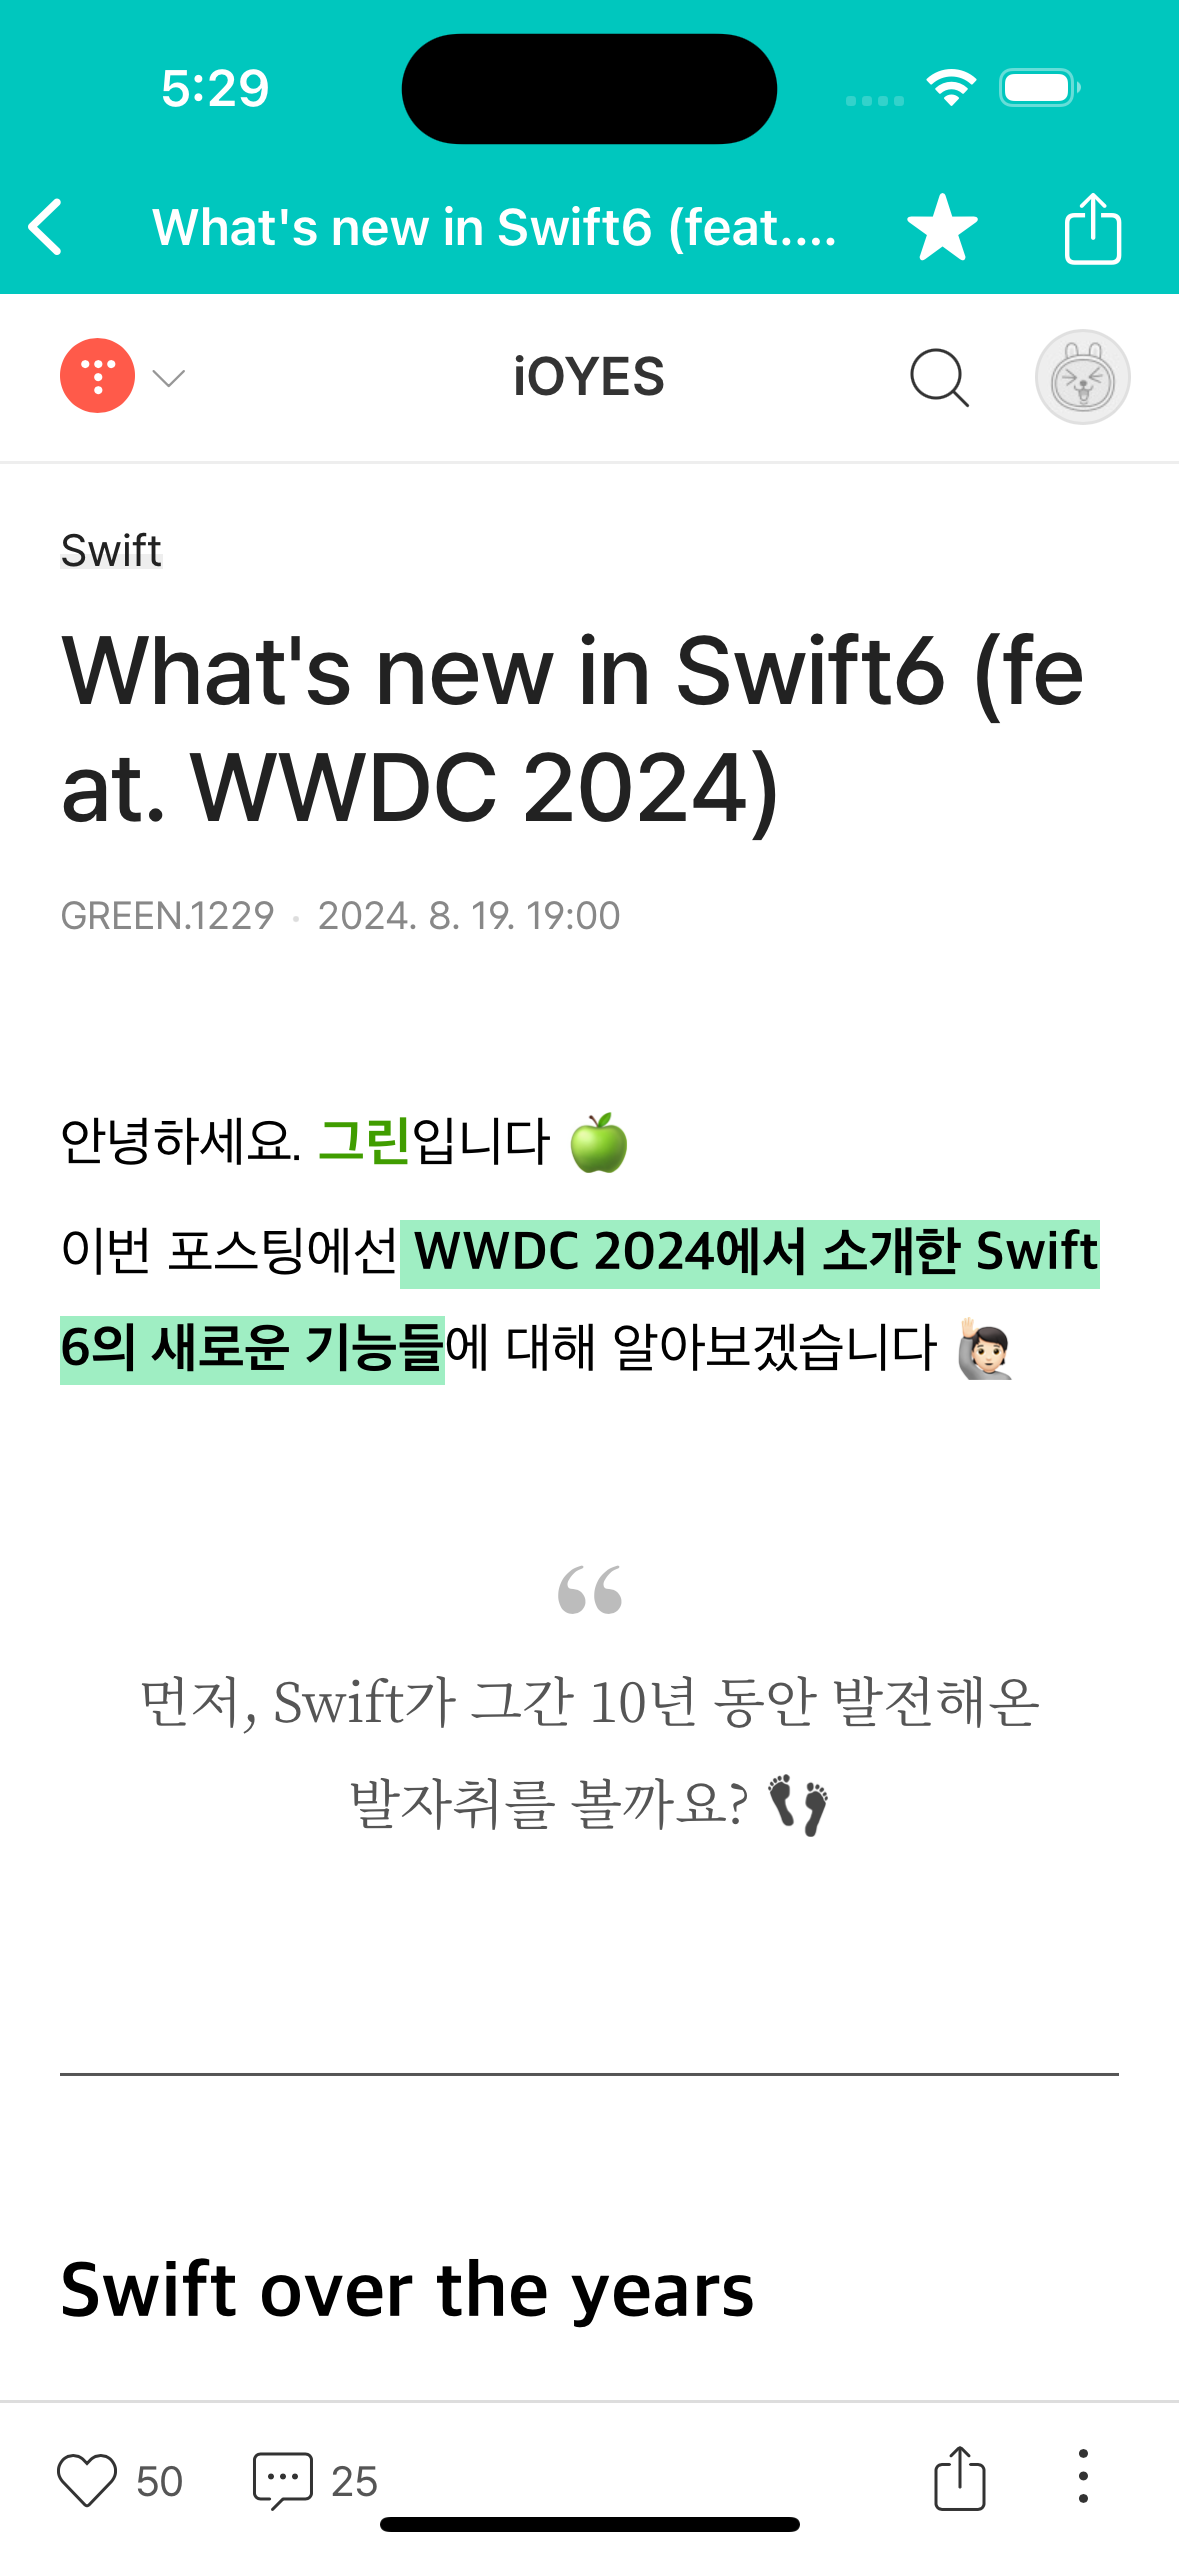 5:29
What's new in Swift6 (feat....
iOYES
Swift
What's new in Swift6 (fe
at. WWDC 2024)
GREEN.1229 · 2024. 8. 19. 19:00
안녕하세요. 그린입니다 🍏
이번 포스팅에선 WWDC 2024에서 소개한 Swift
6의 새로운 기능들에 대해 알아보겠습니다 🙋🏻
“
먼저, Swift가 그간 10년 동안 발전해온
발자취를 볼까요? 👣
Swift over the years
50
25